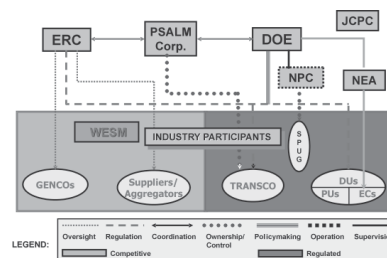 JCPC
ERC
PSALM
Corp.
DOE
NPC
NEA
WESM
INDUSTRY PARTICIPANTS
SPUG
GENCOs
Suppliers/
Aggregators
TRANSCO
DUs
PUs
ECs
LEGEND:
Oversight
Regulation
Coordination
Ownership/
Control
Policymaking
Operation
Supervision
Competitive
Regulated